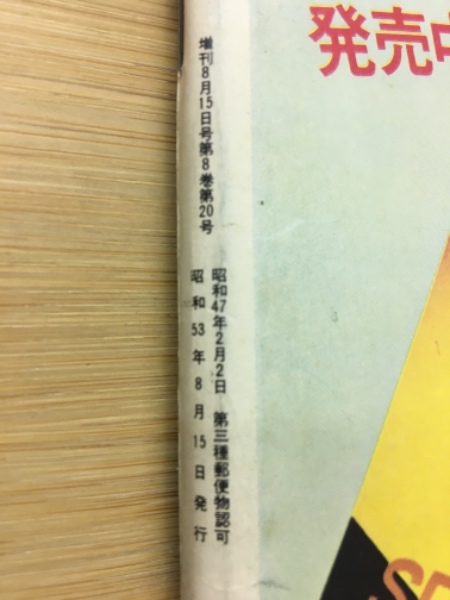 発売中
増刊8月15日号第8巻第20号
昭和47年2月2日 第三種郵便物認可
昭和53年8月15日発行